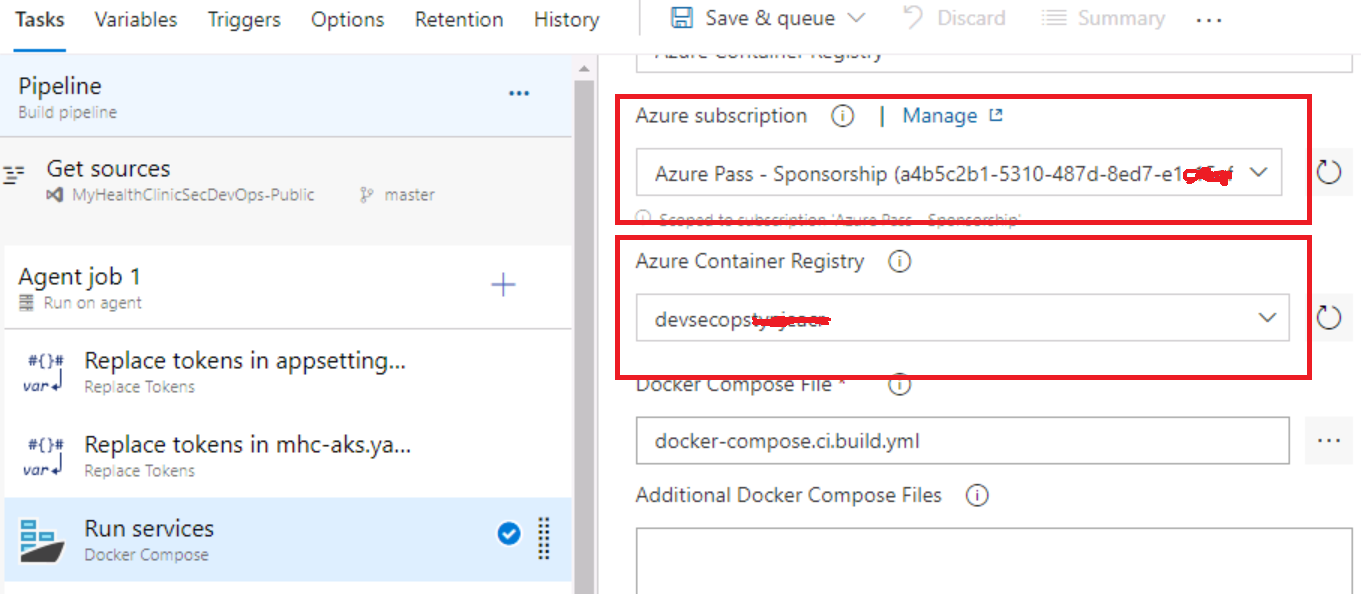 Tasks Variables Triggers Options Retention History Save & queue Discard Summary ...
Pipeline
Build pipeline
Get sources
MyHealthClinicSecDevOps-Public master
Agent job 1
Run on agent
#{}# Replace tokens in appsetting...
var Replace Tokens
#{}# Replace tokens in mhc-aks.ya...
var Replace Tokens
Run services
Docker Compose
Azure Container Registry
Azure subscription | Manage
Azure Pass - Sponsorship (a4b5c2b1-5310-487d-8ed7-e1
Scoped to subscription 'Azure Pass - Sponsorship'
Azure Container Registry
devsecops
Docker Compose File *
docker-compose.ci.build.yml
Additional Docker Compose Files